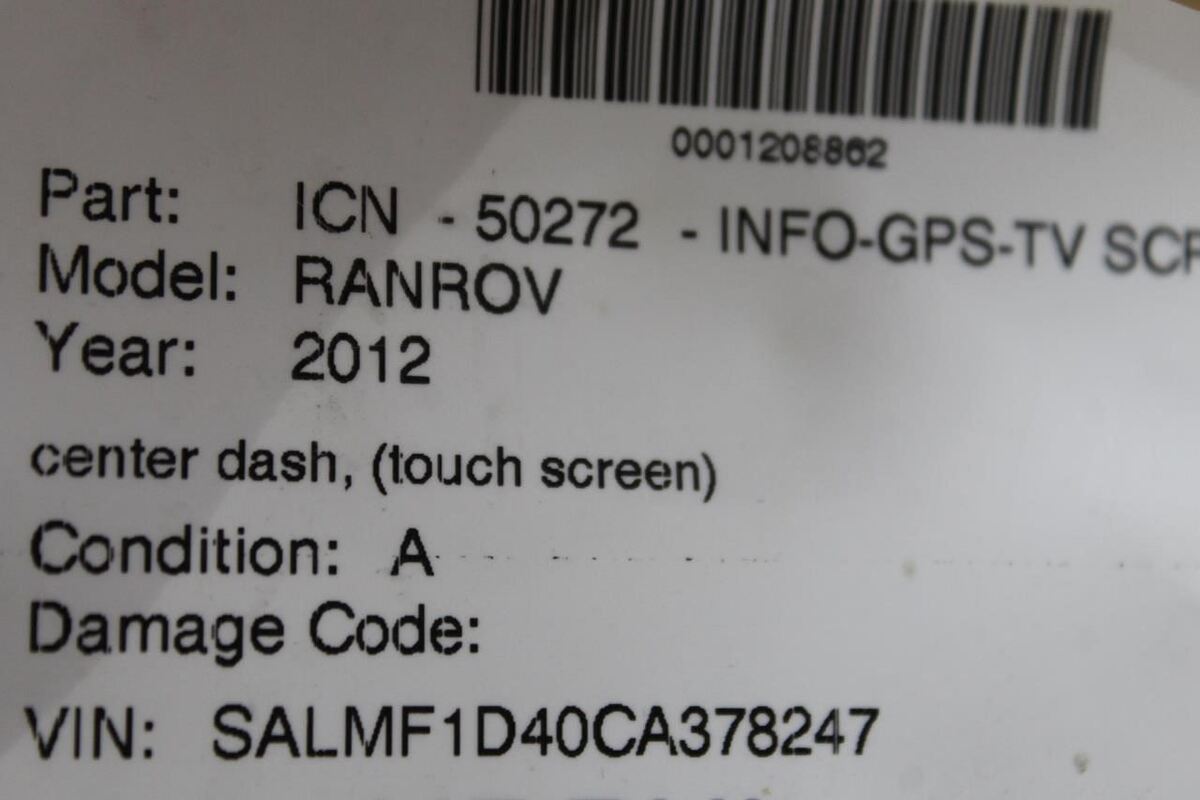 0001208862
Part: ICN - 50272 - INFO-GPS-TV SCR
Model: RANROV
Year: 2012
center dash, (touch screen)
Condition: A
Damage Code:
VIN: SALMF1D40CA378247